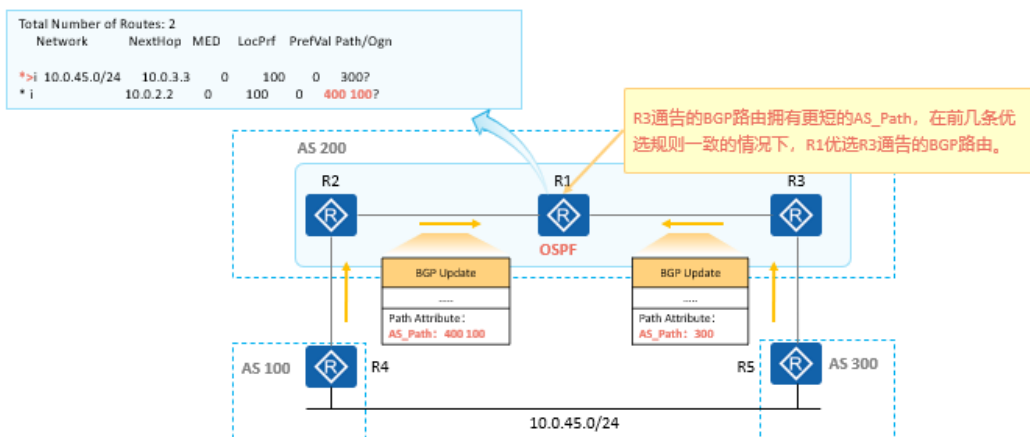 Total Number of Routes: 2
Network NextHop MED LocPrf PrefVal Path/Ogn
*>i 10.0.45.0/24 10.0.3.3 0 100 0 300?
* i 10.0.2.2 0 100 0 400 100?
R3通告的BGP路由拥有更短的AS_Path，在前几条优
选规则一致的情况下，R1优选R3通告的BGP路由。
AS 200
R2
R1
R3
R
R
R
OSPF
BGP Update
.....
Path Attribute：
AS_Path：400 100
BGP Update
.....
Path Attribute：
AS_Path：300
AS 100
R
R4
R5
R
AS 300
10.0.45.0/24